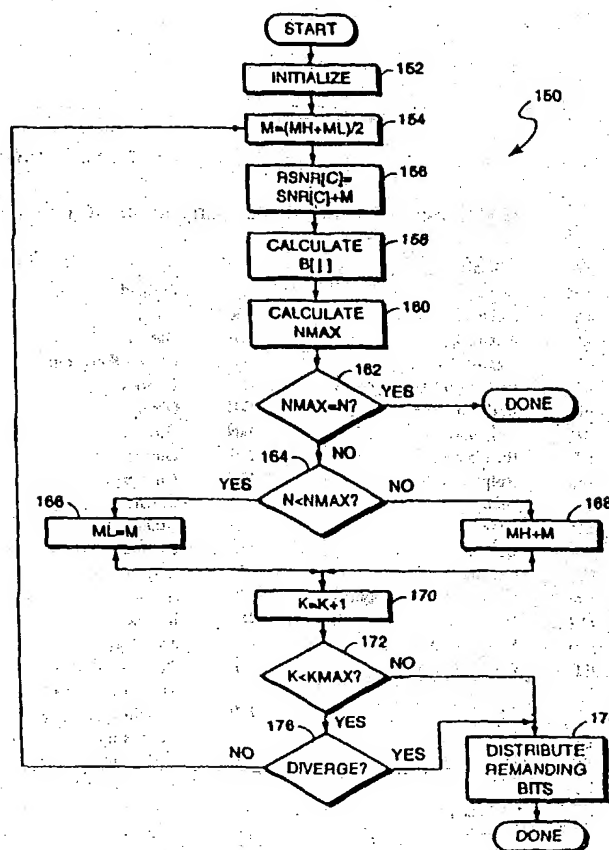 START
INITIALIZE
152
150
M=(MH+ML)/2
154
RSNR[C]=
SNR[C]+M
156
CALCULATE
B[ ]
158
CALCULATE
NMAX
160
162
NMAX=N?
YES
DONE
NO
164
YES
N<NMAX?
NO
166
ML=M
168
MH+M
K=K+1
170
172
K<KMAX?
NO
176
YES
NO
DIVERGE?
YES
DISTRIBUTE
REMANDING
BITS
DONE